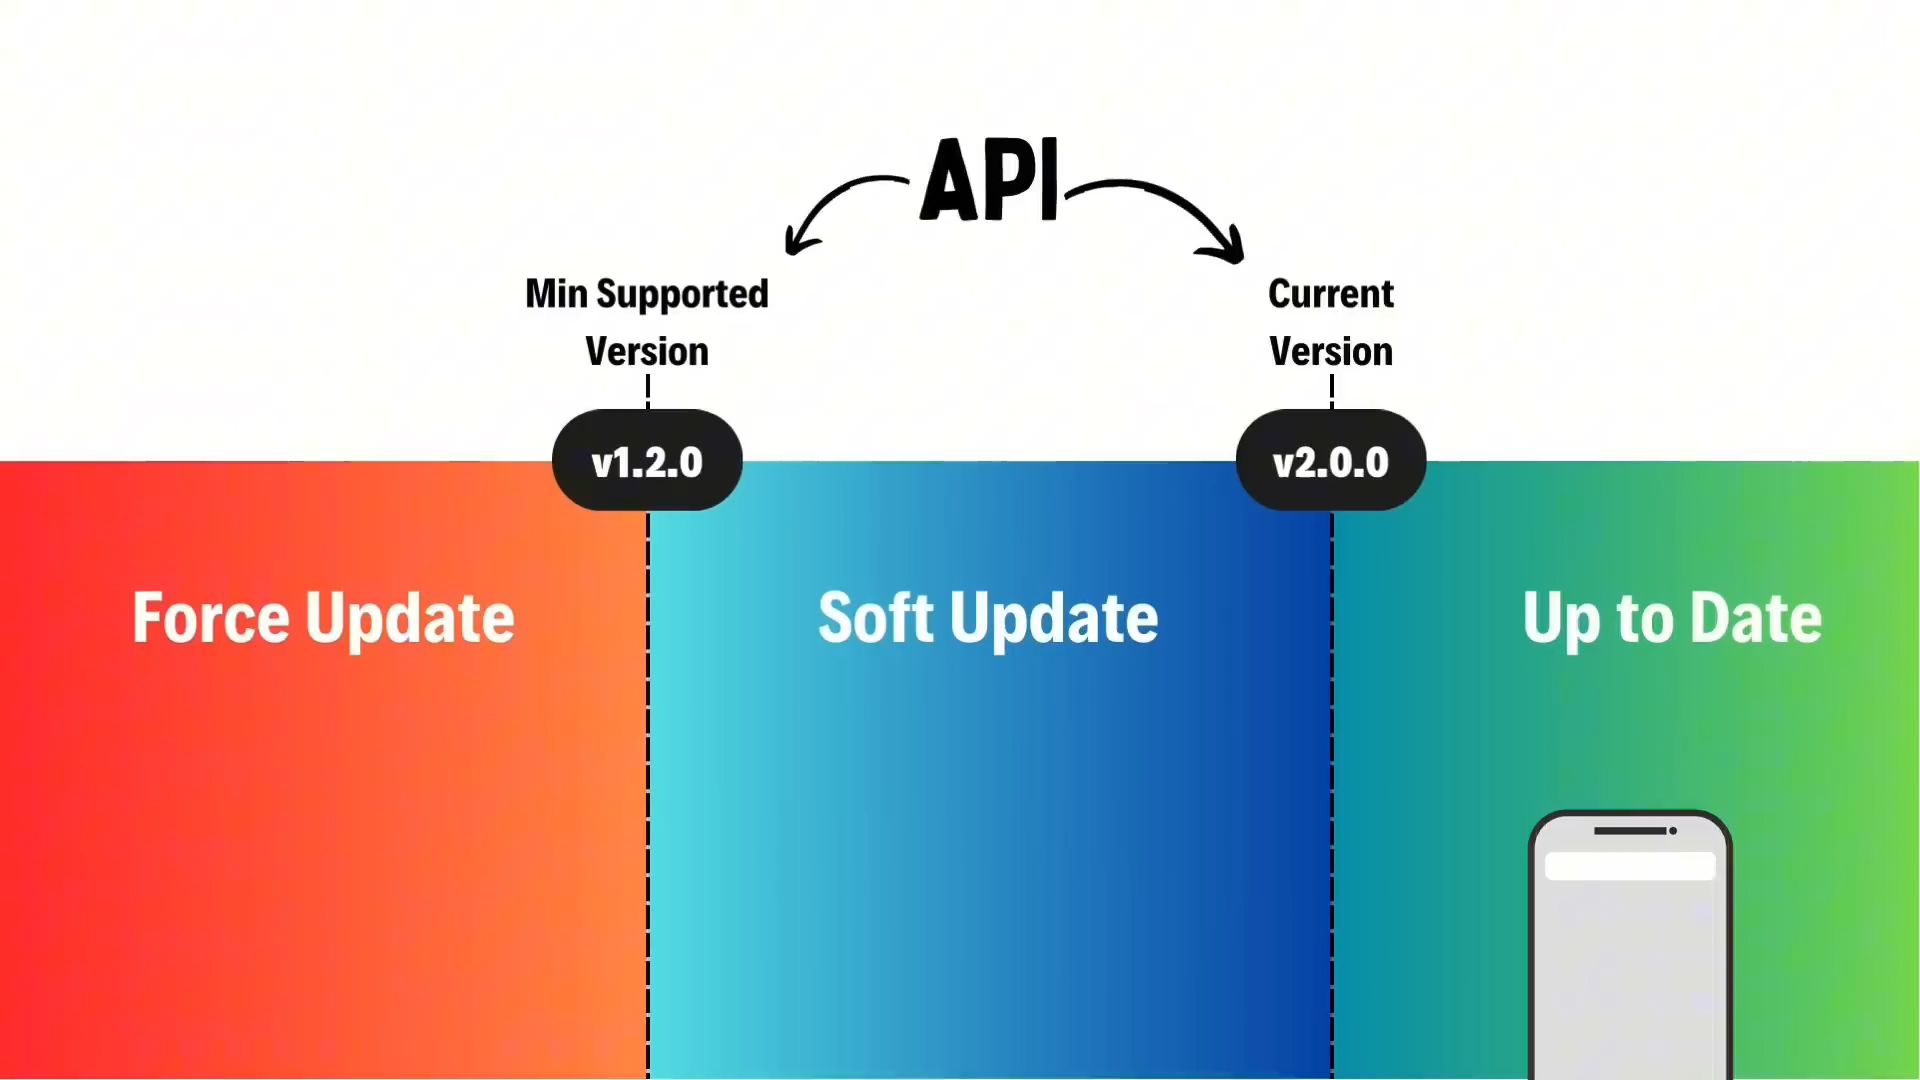 API
Min Supported
Version
Current
Version
v1.2.0
v2.0.0
Force Update
Soft Update
Up to Date